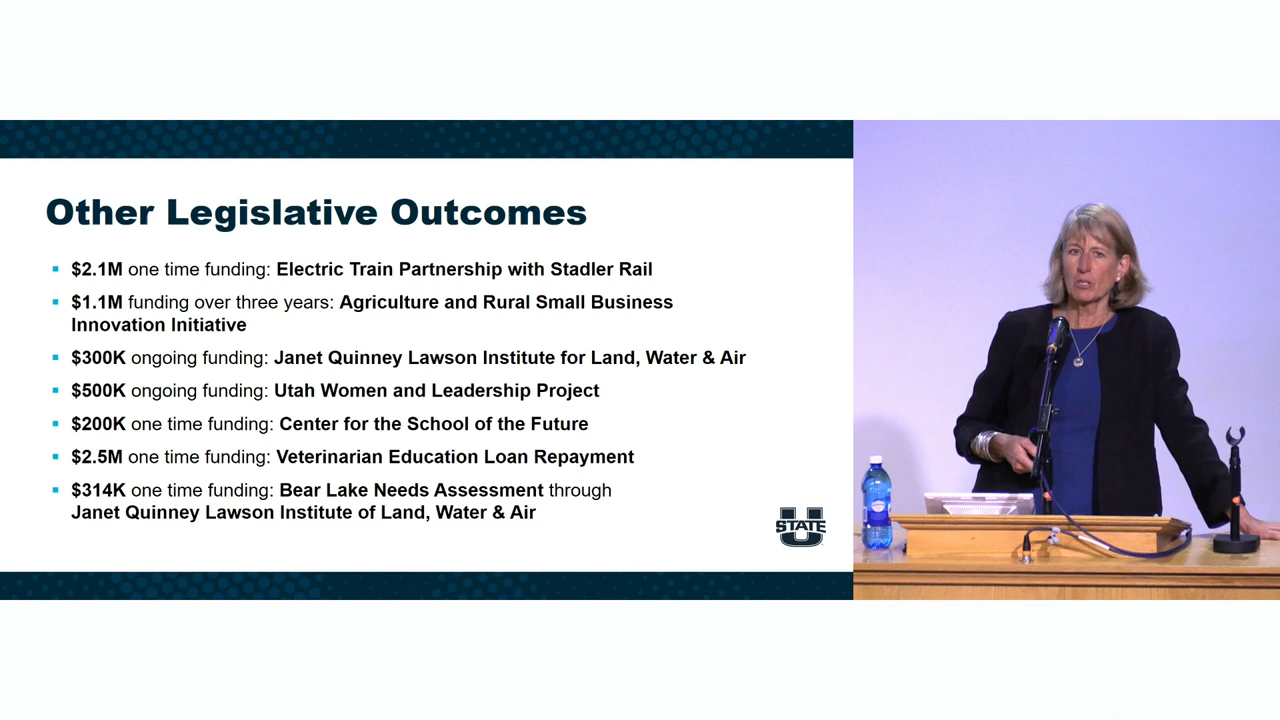 Other Legislative Outcomes
▪ $2.1M one time funding: Electric Train Partnership with Stadler Rail
▪ $1.1M funding over three years: Agriculture and Rural Small Business
Innovation Initiative
▪ $300K ongoing funding: Janet Quinney Lawson Institute for Land, Water & Air
▪ $500K ongoing funding: Utah Women and Leadership Project
▪ $200K one time funding: Center for the School of the Future
▪ $2.5M one time funding: Veterinarian Education Loan Repayment
▪ $314K one time funding: Bear Lake Needs Assessment through
Janet Quinney Lawson Institute of Land, Water & Air
U STATE